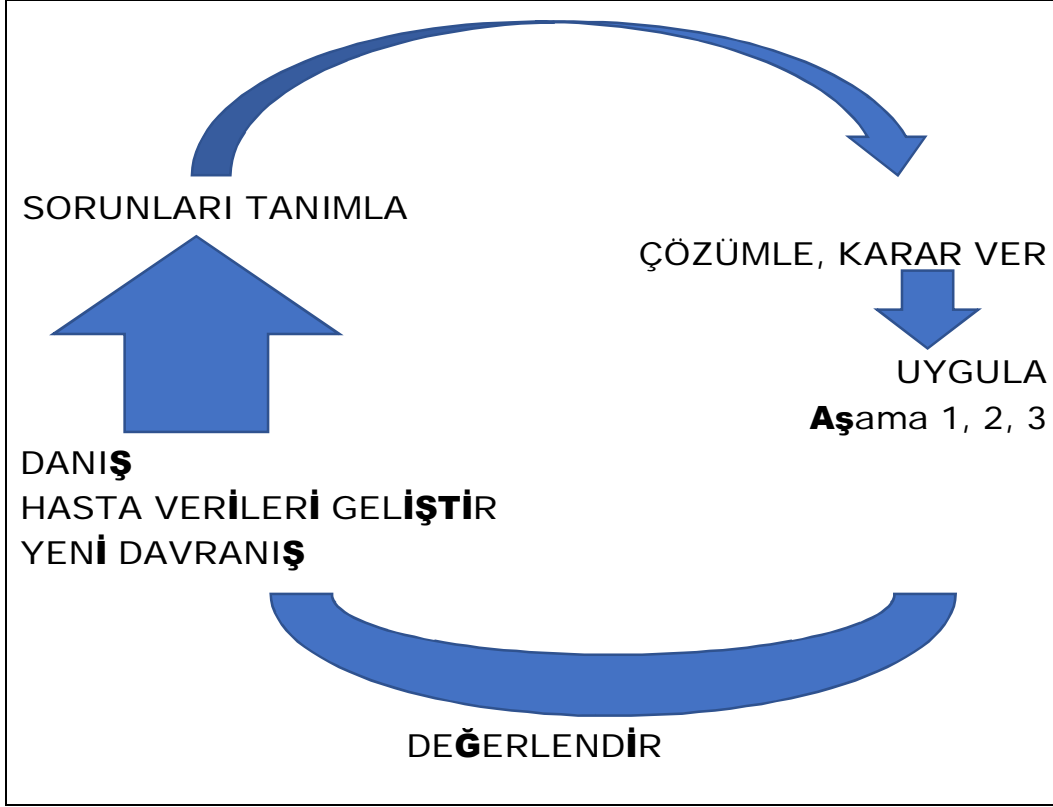 SORUNLARI TANIMLA
ÇÖZÜMLE, KARAR VER
UYGULA
Aşama 1, 2, 3
DANIŞ
HASTA VERİLERİ GELİŞTİR
YENİ DAVRANIŞ
DEĞERLENDİR